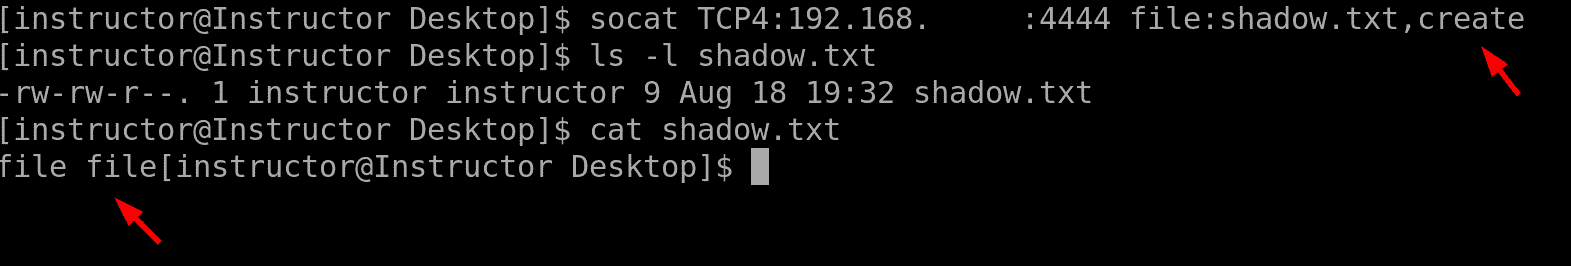 [instructor@Instructor Desktop]$ socat TCP4:192.168.     :4444 file:shadow.txt,create
[instructor@Instructor Desktop]$ ls -l shadow.txt
-rw-rw-r--. 1 instructor instructor 9 Aug 18 19:32 shadow.txt
[instructor@Instructor Desktop]$ cat shadow.txt
file file[instructor@Instructor Desktop]$